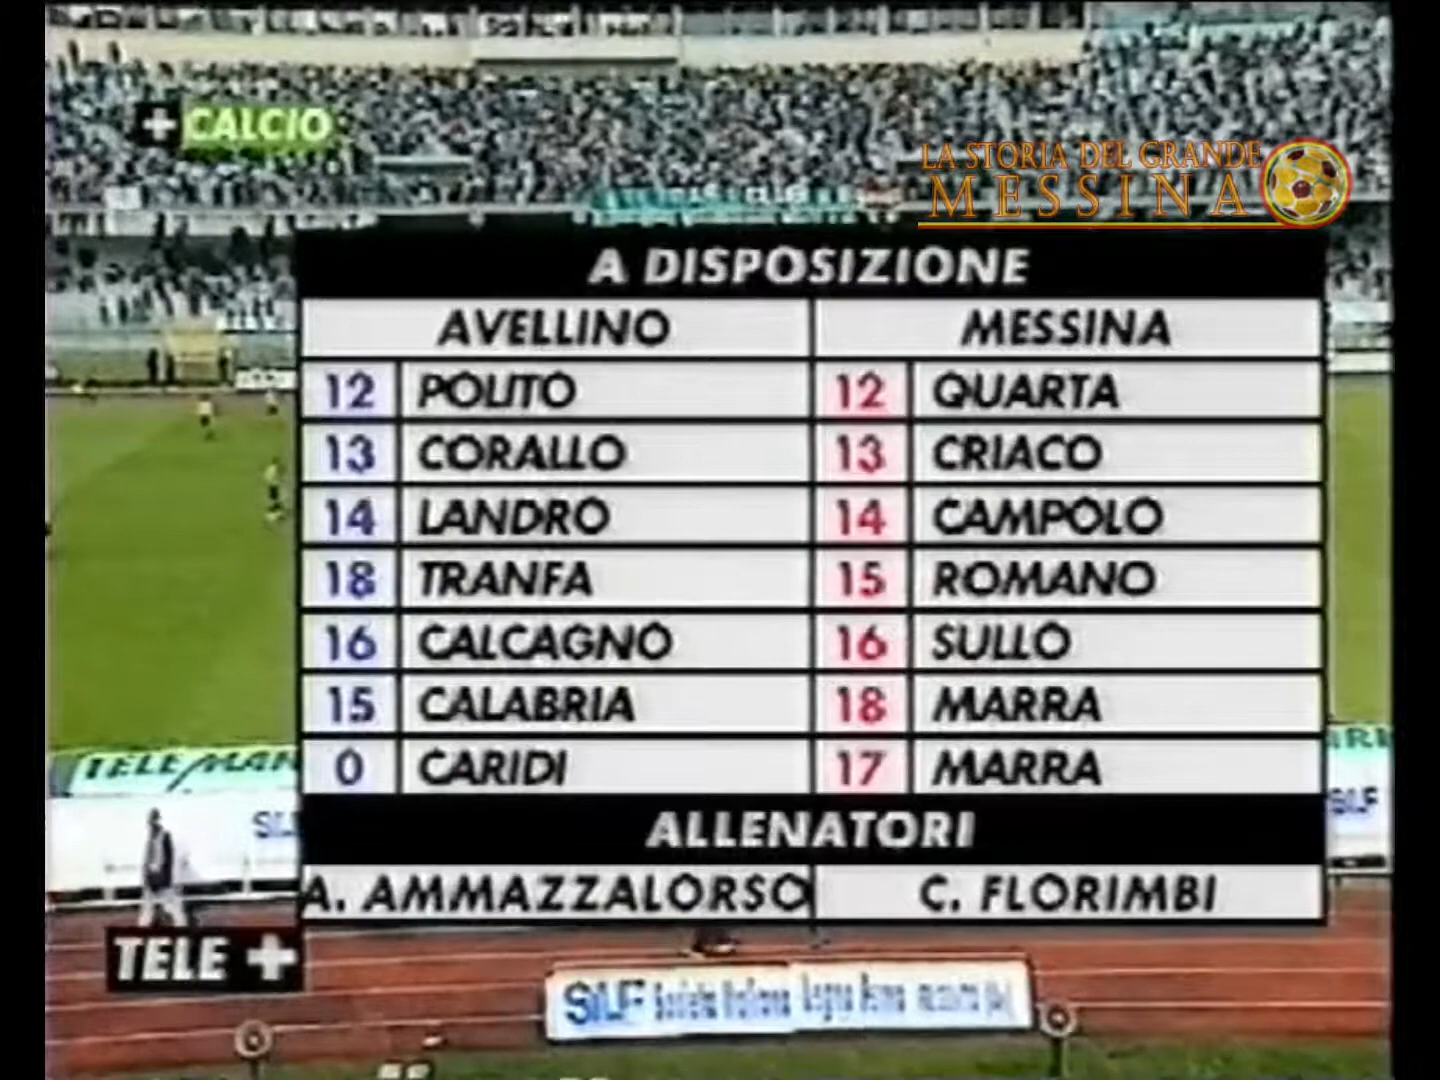 +CALCIO
LA STORIA DEL GRANDE
MESSINA
A DISPOSIZIONE
AVELLINO MESSINA
12 POLITO 12 QUARTA
13 CORALLO 13 CRIACO
14 LANDRO 14 CAMPOLO
18 TRANFA 15 ROMANO
16 CALCAGNO 16 SULLO
15 CALABRIA 18 MARRA
0 CARIDI 17 MARRA
ALLENATORI
A. AMMAZZALORSO C. FLORIMBI
TELE +
SILF